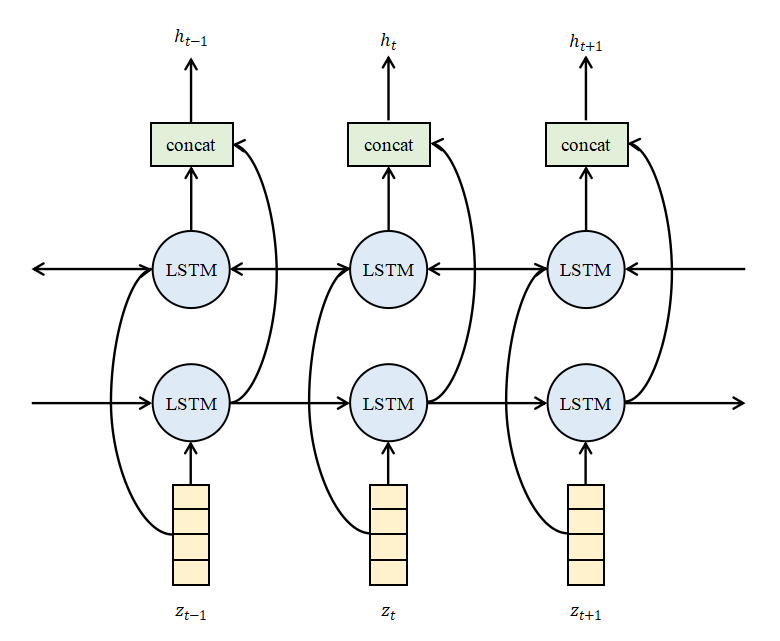 h_{t−1} h_t h_{t+1}
concat concat concat
LSTM LSTM LSTM
LSTM LSTM LSTM
z_{t−1} z_t z_{t+1}